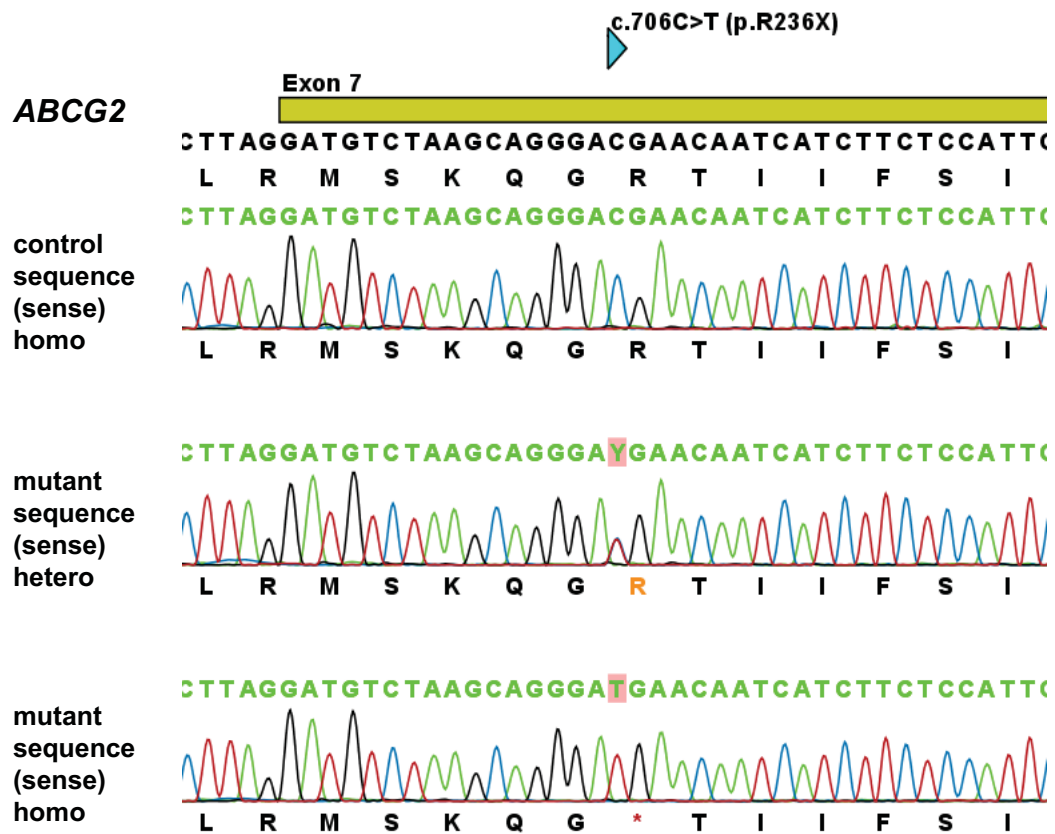 c.706C>T (p.R236X)
Exon 7
ABCG2
CTTAGGATGTCTAAGCAGGGACGAACAATCATCTTCTCCATTC
L R M S K Q G R T I I F S I
CTTAGGATGTCTAAGCAGGGACGAACAATCATCTTCTCCATTC
control
sequence
(sense)
homo
L R M S K Q G R T I I F S I
CTTAGGATGTCTAAGCAGGGAYGAACAATCATCTTCTCCATTC
mutant
sequence
(sense)
hetero
L R M S K Q G R T I I F S I
CTTAGGATGTCTAAGCAGGGATGAACAATCATCTTCTCCATTC
mutant
sequence
(sense)
homo
L R M S K Q G * T I I F S I